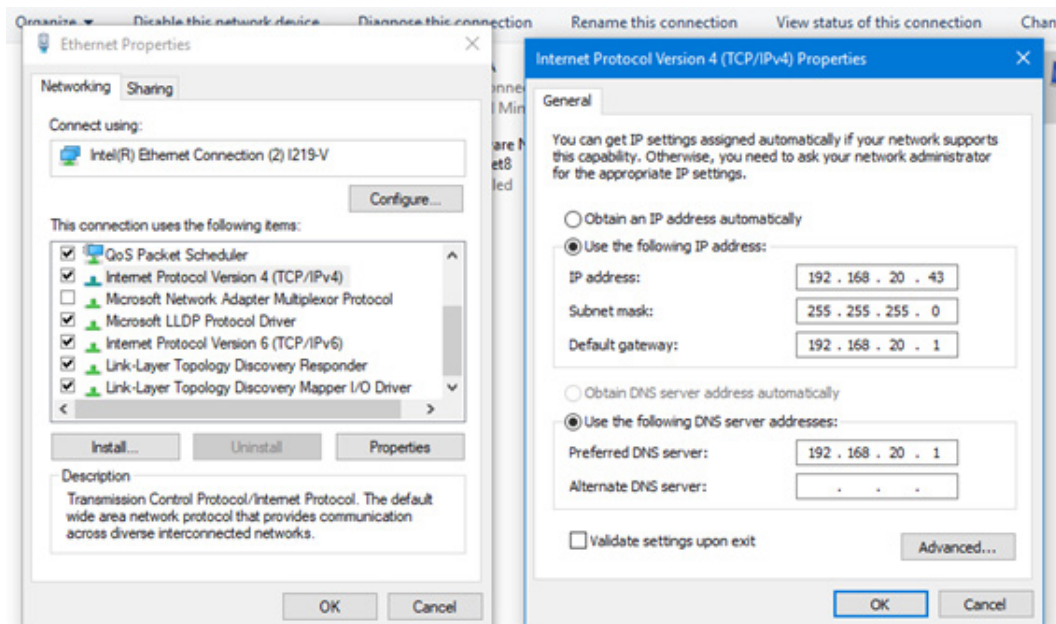 Organize Disable this network device Diagnose this connection Rename this connection View status of this connection Chan
Ethernet Properties
Networking Sharing
Connect using:
Intel(R) Ethernet Connection (2) I219-V
Configure...
This connection uses the following items:
QoS Packet Scheduler
Internet Protocol Version 4 (TCP/IPv4)
Microsoft Network Adapter Multiplexor Protocol
Microsoft LLDP Protocol Driver
Internet Protocol Version 6 (TCP/IPv6)
Link-Layer Topology Discovery Responder
Link-Layer Topology Discovery Mapper I/O Driver
Install... Uninstall Properties
Description
Transmission Control Protocol/Internet Protocol. The default
wide area network protocol that provides communication
across diverse interconnected networks.
OK Cancel
Internet Protocol Version 4 (TCP/IPv4) Properties
General
You can get IP settings assigned automatically if your network supports
this capability. Otherwise, you need to ask your network administrator
for the appropriate IP settings.
Obtain an IP address automatically
Use the following IP address:
IP address: 192 . 168 . 20 . 43
Subnet mask: 255 . 255 . 255 . 0
Default gateway: 192 . 168 . 20 . 1
Obtain DNS server address automatically
Use the following DNS server addresses:
Preferred DNS server: 192 . 168 . 20 . 1
Alternate DNS server: . . .
Validate settings upon exit
Advanced...
OK Cancel